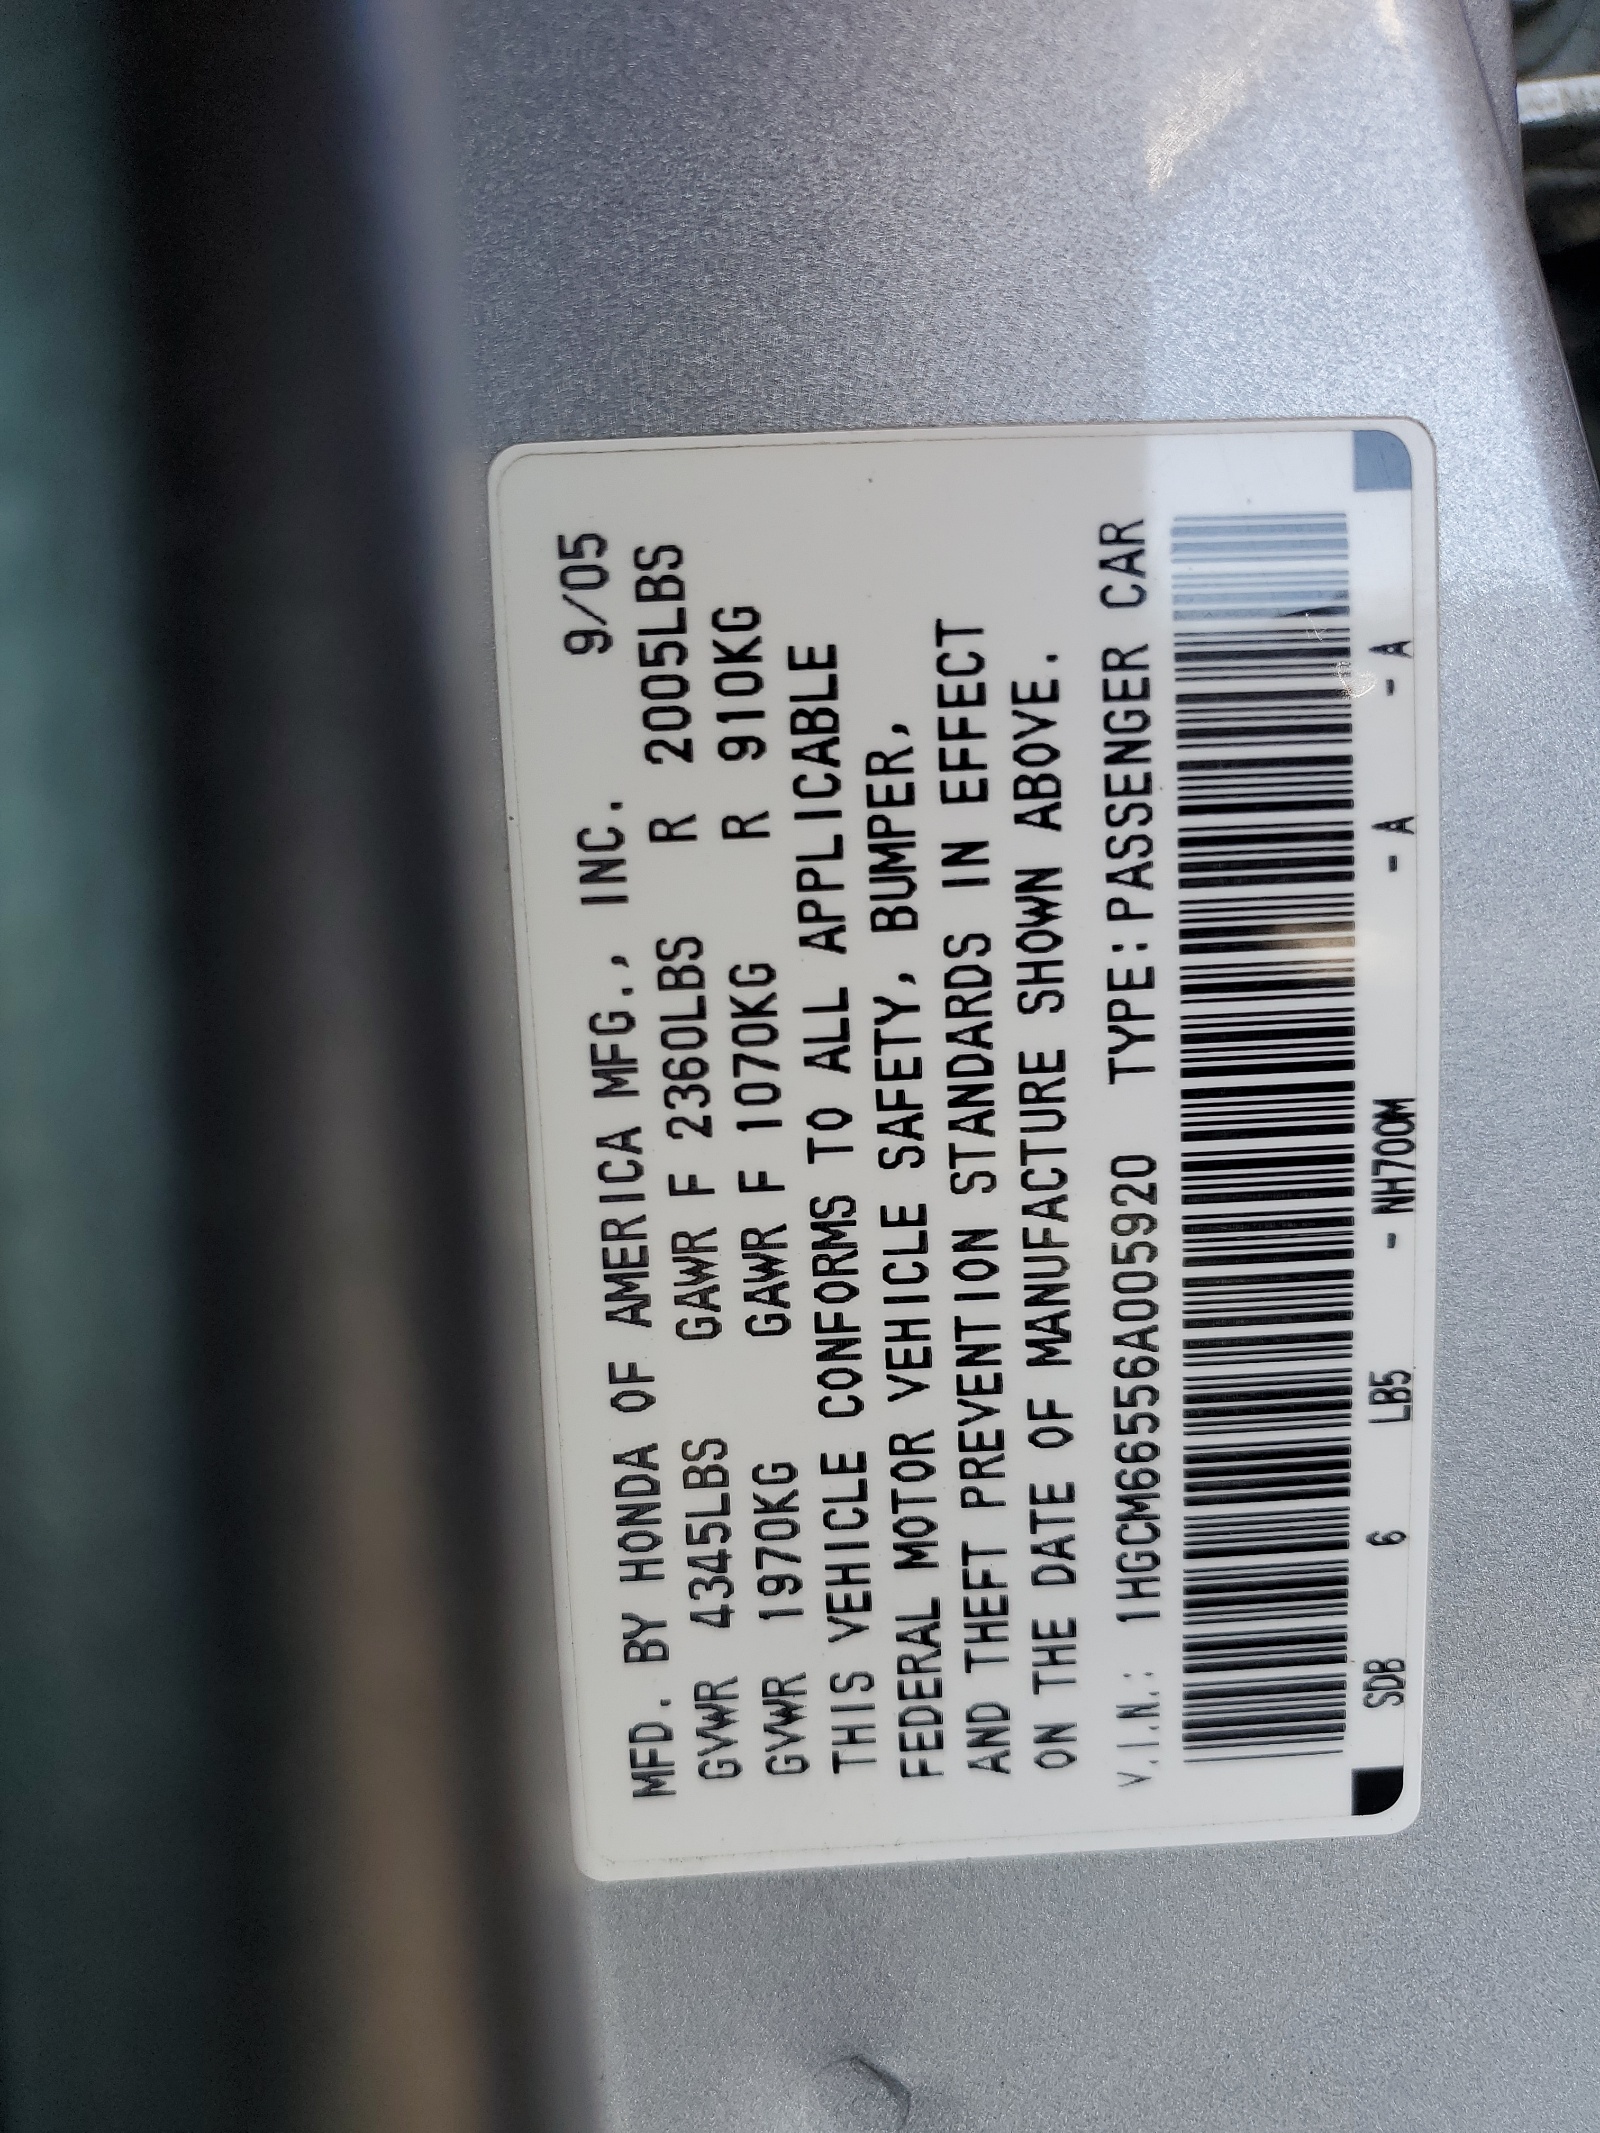 MFD. BY HONDA OF AMERICA MFG., INC. 9/05
GVWR 4345LBS GAWR F 2360LBS R 2005LBS
GVWR 1970KG GAWR F 1070KG R 910KG
THIS VEHICLE CONFORMS TO ALL APPLICABLE
FEDERAL MOTOR VEHICLE SAFETY, BUMPER,
AND THEFT PREVENTION STANDARDS IN EFFECT
ON THE DATE OF MANUFACTURE SHOWN ABOVE.
V.I.N.: 1HGCM66556A005920 TYPE:PASSENGER CAR
SDB 6 LB5 - NH700M - A - A